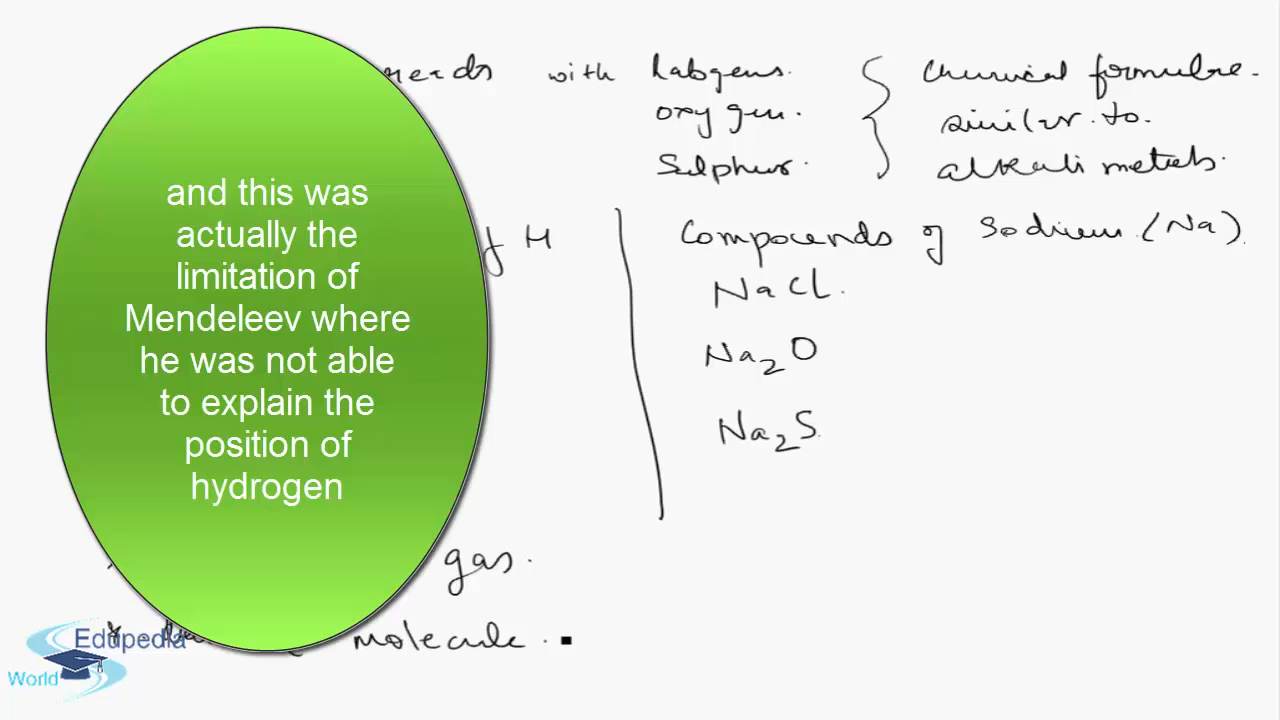 with halogens.
oxygen.
Sulphur.
Chemical formulae.
similar to.
alkali metals.
and this was
actually the
limitation of
Mendeleev where
he was not able
to explain the
position of
hydrogen
H
Compounds of Sodium (Na).
NaCl.
Na2O
Na2S.
gas.
molecule.
Edupedia
World